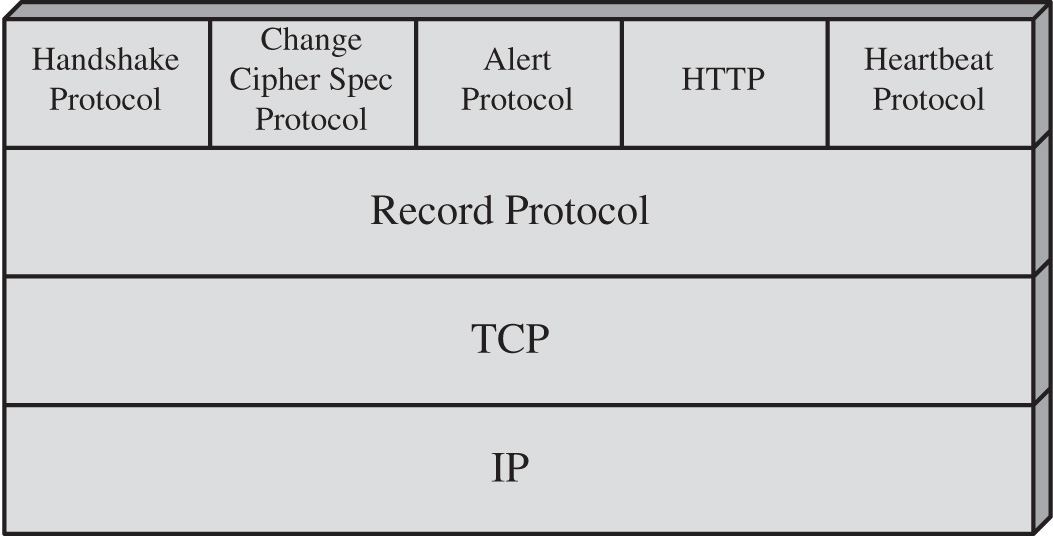 Handshake
Protocol
Change
Cipher Spec
Protocol
Alert
Protocol
HTTP
Heartbeat
Protocol
Record Protocol
TCP
IP